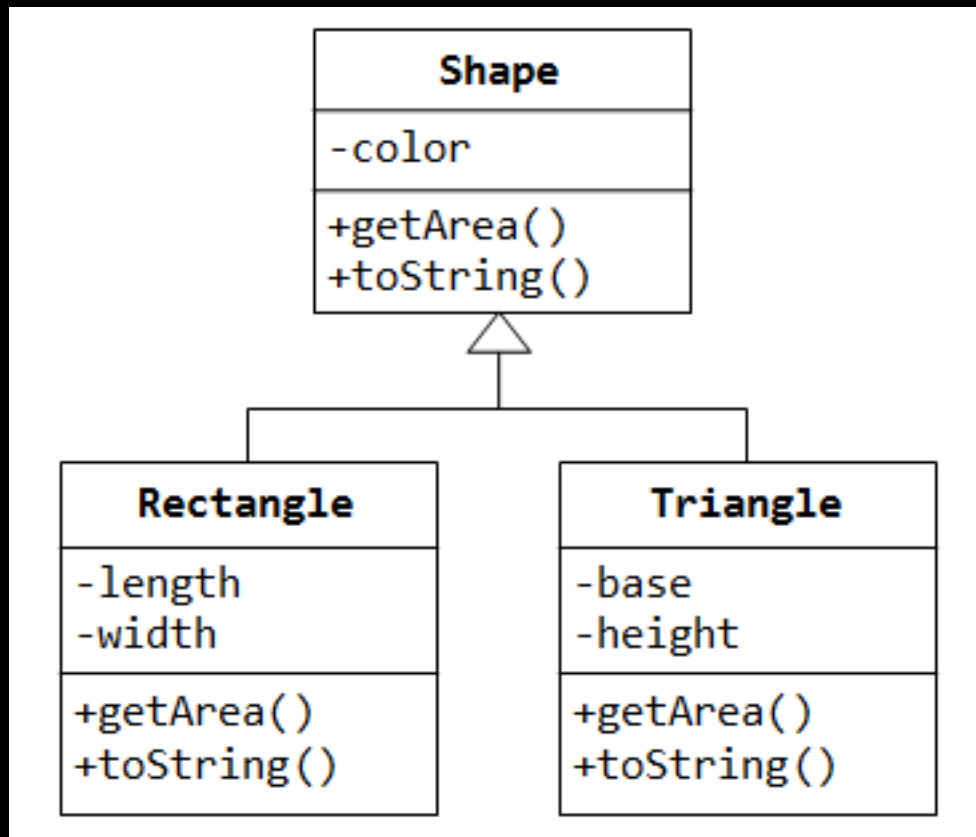 Shape
-color
+getArea()
+toString()
Rectangle
-length
-width
+getArea()
+toString()
Triangle
-base
-height
+getArea()
+toString()